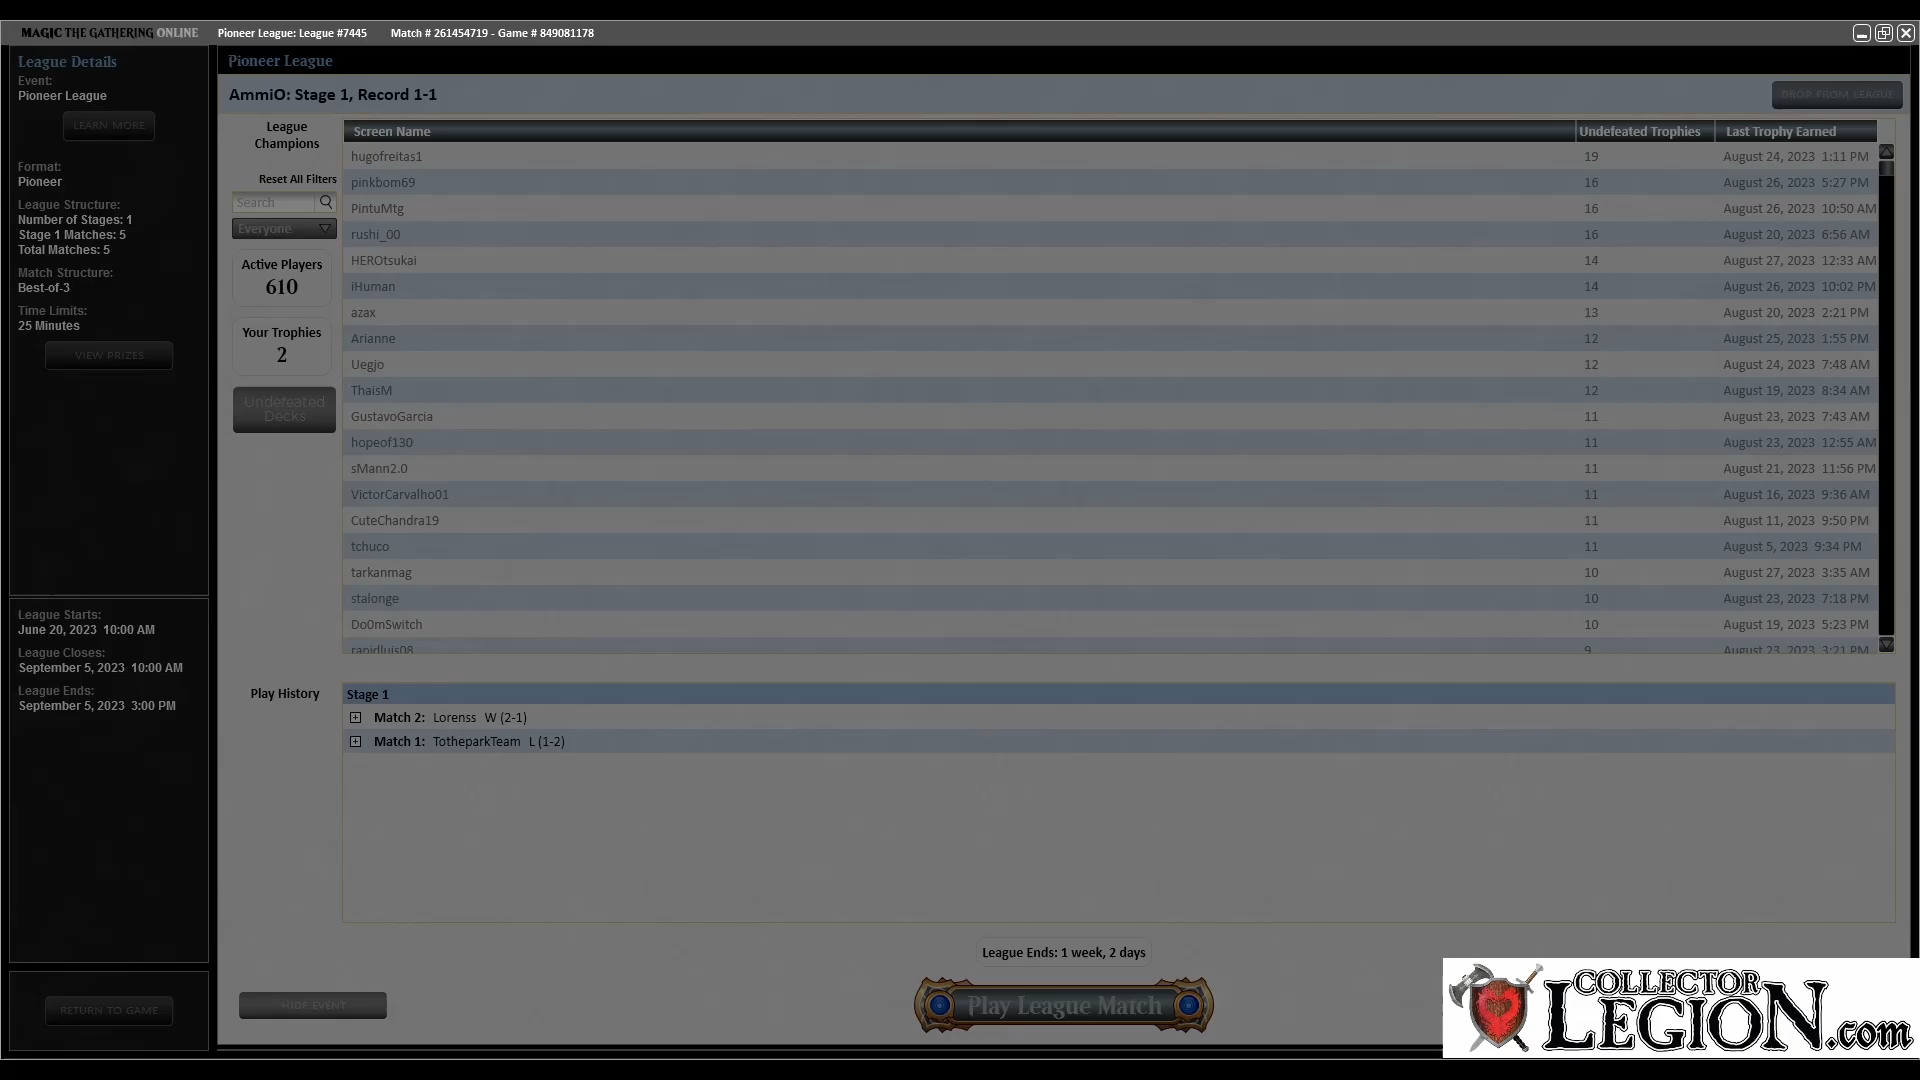 MAGIC THE GATHERING ONLINE Pioneer League: League #7445 Match # 261454719 - Game # 849081178
League Details
Event:
Pioneer League
LEARN MORE
Format:
Pioneer
League Structure:
Number of Stages: 1
Stage 1 Matches: 5
Total Matches: 5
Match Structure:
Best-of-3
Time Limits:
25 Minutes
VIEW PRIZES
League Starts:
June 20, 2023 10:00 AM
League Closes:
September 5, 2023 10:00 AM
League Ends:
September 5, 2023 3:00 PM
RETURN TO GAME
Pioneer League
AmmiO: Stage 1, Record 1-1
DROP FROM LEAGUE
League
Champions
Reset All Filters
Search
Everyone
Active Players
610
Your Trophies
2
Undefeated
Decks
Screen Name Undefeated Trophies Last Trophy Earned
hugofreitas1 19 August 24, 2023 1:11 PM
pinkbom69 16 August 26, 2023 5:27 PM
PintuMtg 16 August 26, 2023 10:50 AM
rushi_00 16 August 20, 2023 6:56 AM
HEROtsukai 14 August 27, 2023 12:33 AM
iHuman 14 August 26, 2023 10:02 PM
azax 13 August 20, 2023 2:21 PM
Arianne 12 August 25, 2023 1:55 PM
Uegjo 12 August 24, 2023 7:48 AM
ThaisM 12 August 19, 2023 8:34 AM
GustavoGarcia 11 August 23, 2023 7:43 AM
hopeof130 11 August 23, 2023 12:55 AM
sMann2.0 11 August 21, 2023 11:56 PM
VictorCarvalho01 11 August 16, 2023 9:36 AM
CuteChandra19 11 August 11, 2023 9:50 PM
tchuco 11 August 5, 2023 9:34 PM
tarkanmag 10 August 27, 2023 3:35 AM
stalonge 10 August 23, 2023 7:18 PM
Do0mSwitch 10 August 19, 2023 5:23 PM
rapidluis08 9 August 23, 2023 3:21 PM
Play History
Stage 1
Match 2: Lorenss W (2-1)
Match 1: TotheparkTeam L (1-2)
League Ends: 1 week, 2 days
HIDE EVENT
Play League Match
COLLECTOR
LEGION.com